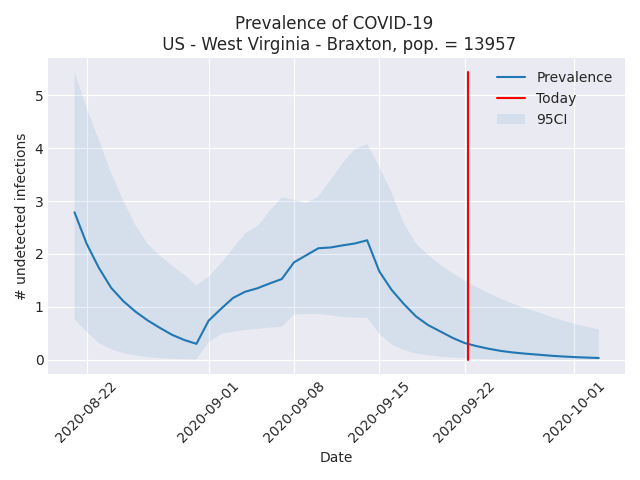 Prevalence of COVID-19
US - West Virginia - Braxton, pop. = 13957
# undetected infections
5
4
3
2
1
0
Prevalence
Today
95CI
2020-08-22
2020-09-01
2020-09-08
2020-09-15
2020-09-22
2020-10-01
Date